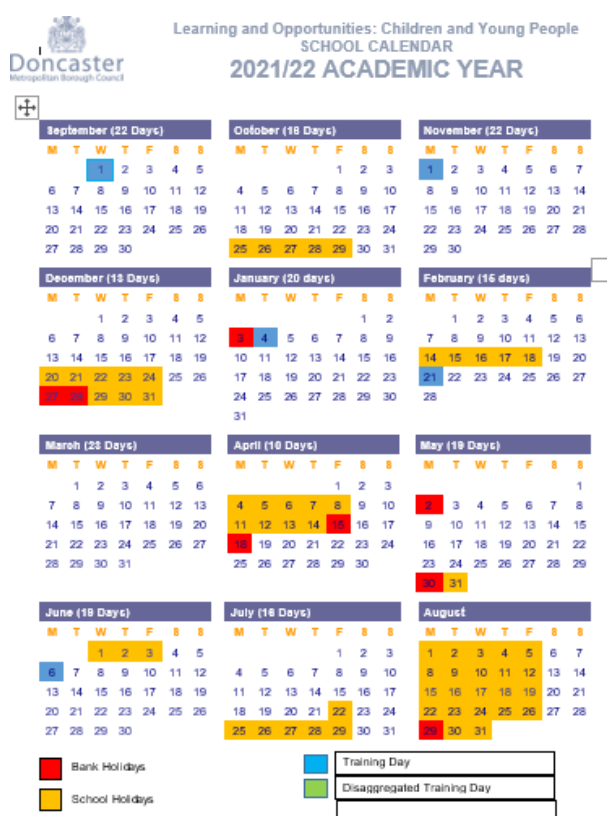 Doncaster
Metropolitan Borough Council
Learning and Opportunities: Children and Young People
SCHOOL CALENDAR
2021/22 ACADEMIC YEAR
September (22 Days)
M T W T F S S
1 2 3 4 5
6 7 8 9 10 11 12
13 14 15 16 17 18 19
20 21 22 23 24 25 26
27 28 29 30
October (16 Days)
M T W T F S S
1 2 3
4 5 6 7 8 9 10
11 12 13 14 15 16 17
18 19 20 21 22 23 24
25 26 27 28 29 30 31
November (22 Days)
M T W T F S S
1 2 3 4 5 6 7
8 9 10 11 12 13 14
15 16 17 18 19 20 21
22 23 24 25 26 27 28
29 30
December (13 Days)
M T W T F S S
1 2 3 4 5
6 7 8 9 10 11 12
13 14 15 16 17 18 19
20 21 22 23 24 25 26
27 28 29 30 31
January (20 days)
M T W T F S S
1 2
3 4 5 6 7 8 9
10 11 12 13 14 15 16
17 18 19 20 21 22 23
24 25 26 27 28 29 30
31
February (15 days)
M T W T F S S
1 2 3 4 5 6
7 8 9 10 11 12 13
14 15 16 17 18 19 20
21 22 23 24 25 26 27
28
March (23 Days)
M T W T F S S
1 2 3 4 5 6
7 8 9 10 11 12 13
14 15 16 17 18 19 20
21 22 23 24 25 26 27
28 29 30 31
April (10 Days)
M T W T F S S
1 2 3
4 5 6 7 8 9 10
11 12 13 14 15 16 17
18 19 20 21 22 23 24
25 26 27 28 29 30
May (19 Days)
M T W T F S S
1
2 3 4 5 6 7 8
9 10 11 12 13 14 15
16 17 18 19 20 21 22
23 24 25 26 27 28 29
30 31
June (19 Days)
M T W T F S S
1 2 3 4 5
6 7 8 9 10 11 12
13 14 15 16 17 18 19
20 21 22 23 24 25 26
27 28 29 30
July (15 Days)
M T W T F S S
1 2 3
4 5 6 7 8 9 10
11 12 13 14 15 16 17
18 19 20 21 22 23 24
25 26 27 28 29 30 31
August
M T W T F S S
1 2 3 4 5 6 7
8 9 10 11 12 13 14
15 16 17 18 19 20 21
22 23 24 25 26 27 28
29 30 31
Bank Holidays
School Holidays
Training Day
Disaggregated Training Day